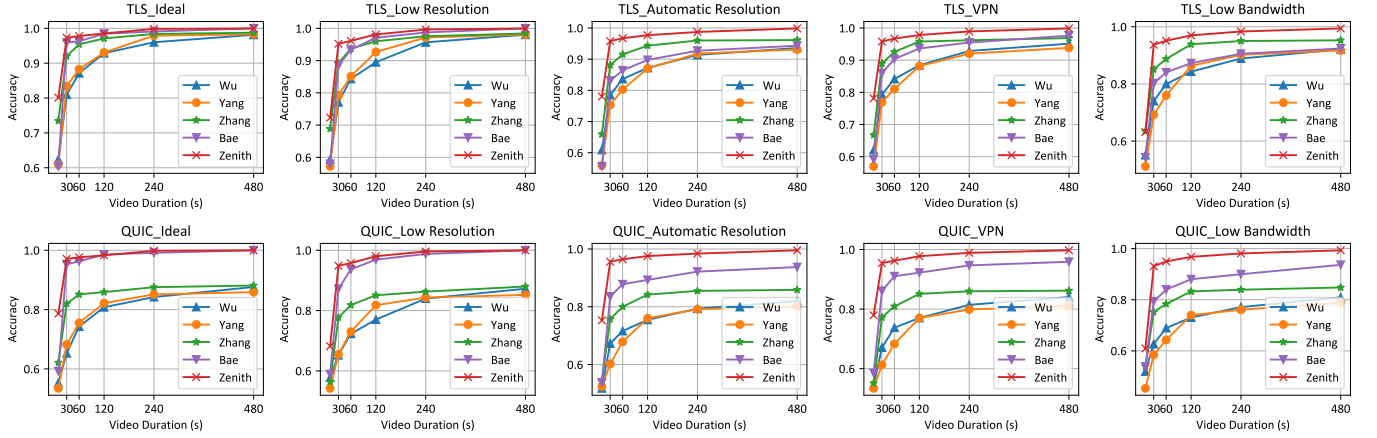 TLS_Ideal
1.0
0.9
0.8
0.7
0.6
Accuracy
Wu
Yang
Zhang
Bae
Zenith
3060 120 240 480
Video Duration (s)
TLS_Low Resolution
1.0
0.9
0.8
0.7
0.6
Accuracy
Wu
Yang
Zhang
Bae
Zenith
3060 120 240 480
Video Duration (s)
TLS_Automatic Resolution
1.0
0.9
0.8
0.7
0.6
Accuracy
Wu
Yang
Zhang
Bae
Zenith
3060 120 240 480
Video Duration (s)
TLS_VPN
1.0
0.9
0.8
0.7
0.6
Accuracy
Wu
Yang
Zhang
Bae
Zenith
3060 120 240 480
Video Duration (s)
TLS_Low Bandwidth
1.0
0.8
0.6
Accuracy
Wu
Yang
Zhang
Bae
Zenith
3060 120 240 480
Video Duration (s)
QUIC_Ideal
1.0
0.8
0.6
Accuracy
Wu
Yang
Zhang
Bae
Zenith
3060 120 240 480
Video Duration (s)
QUIC_Low Resolution
1.0
0.8
0.6
Accuracy
Wu
Yang
Zhang
Bae
Zenith
3060 120 240 480
Video Duration (s)
QUIC_Automatic Resolution
1.0
0.8
0.6
Accuracy
Wu
Yang
Zhang
Bae
Zenith
3060 120 240 480
Video Duration (s)
QUIC_VPN
1.0
0.8
0.6
Accuracy
Wu
Yang
Zhang
Bae
Zenith
3060 120 240 480
Video Duration (s)
QUIC_Low Bandwidth
1.0
0.8
0.6
Accuracy
Wu
Yang
Zhang
Bae
Zenith
3060 120 240 480
Video Duration (s)